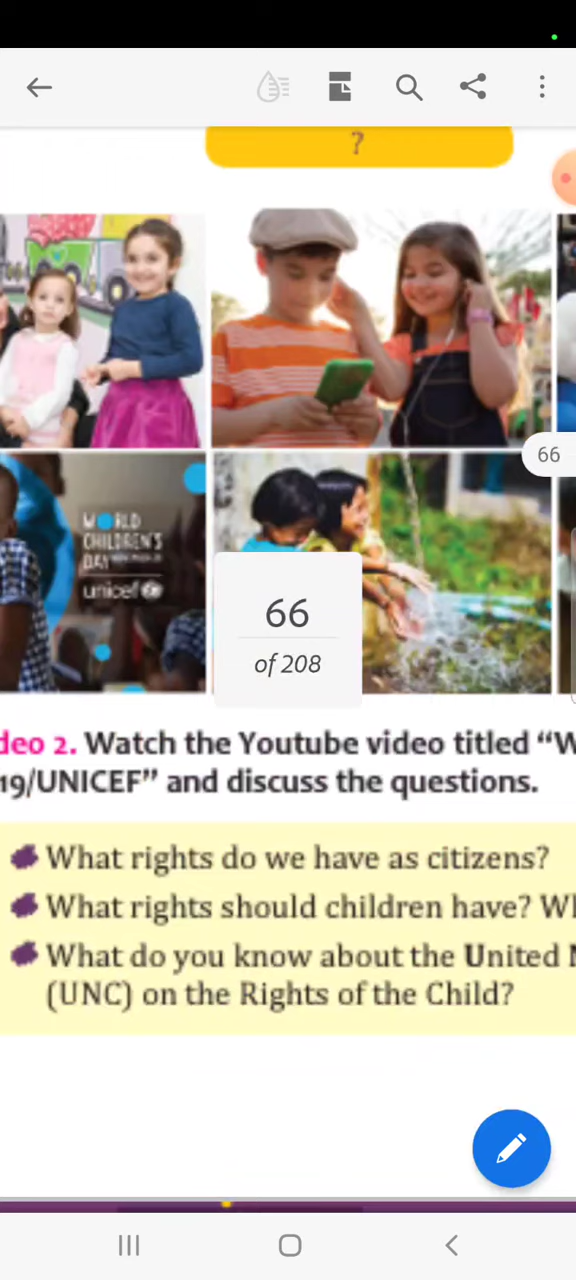 ?
66
W RLD
CHILDREN'S
DAY
unicef
66
of 208
deo 2. Watch the Youtube video titled “W
19/UNICEF” and discuss the questions.
What rights do we have as citizens?
What rights should children have? Wh
What do you know about the United N
(UNC) on the Rights of the Child?